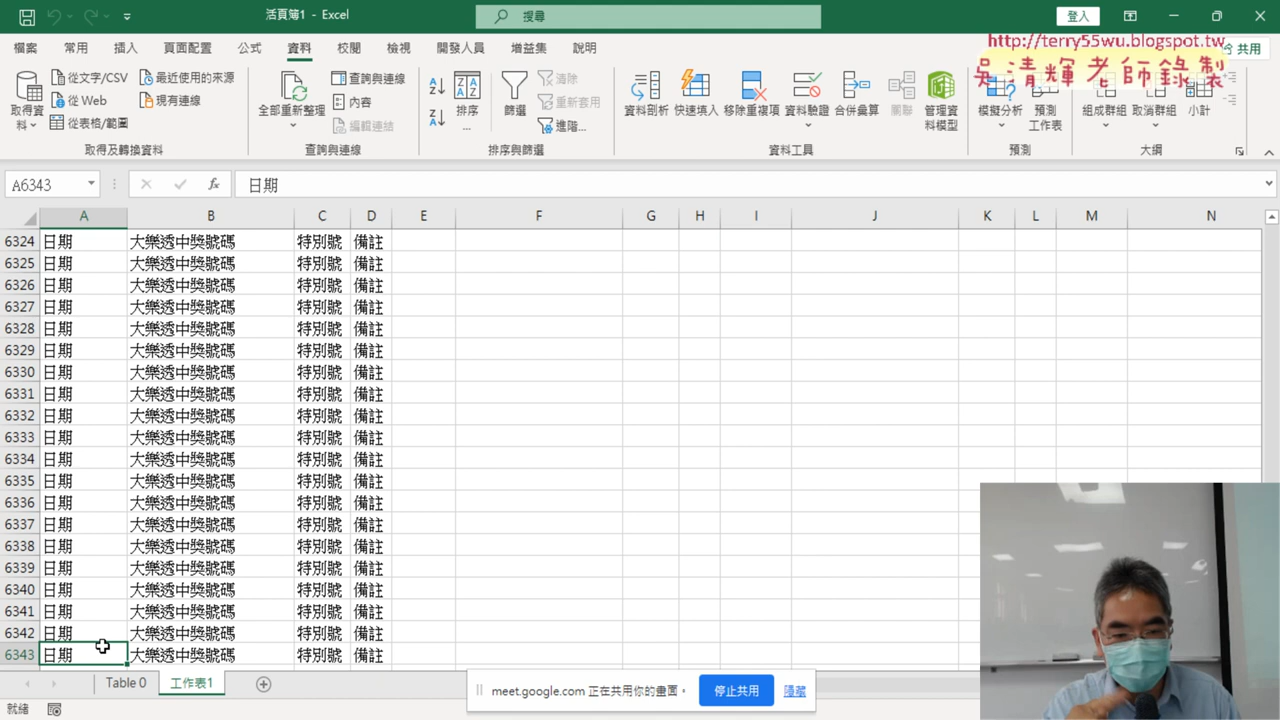 活頁簿1 - Excel
搜尋
登入
檔案 常用 插入 頁面配置 公式 資料 校閱 檢視 開發人員 增益集 說明
共用
http://terry55wu.blogspot.tw
吳清輝老師錄製
取得資料
從文字/CSV
從 Web
從表格/範圍
最近使用的來源
現有連線
取得及轉換資料
全部重新整理
查詢與連線
內容
編輯連結
查詢與連線
排序...
篩選
清除
重新套用
進階...
排序與篩選
資料剖析 快速填入 移除重複項 資料驗證 合併彙算 關聯 管理資料模型
資料工具
模擬分析 預測工作表
預測
組成群組 取消群組 小計
大綱
A6343
fx
日期
A B C D E F G H I J K L M N
6324 日期 大樂透中獎號碼 特別號 備註
6325 日期 大樂透中獎號碼 特別號 備註
6326 日期 大樂透中獎號碼 特別號 備註
6327 日期 大樂透中獎號碼 特別號 備註
6328 日期 大樂透中獎號碼 特別號 備註
6329 日期 大樂透中獎號碼 特別號 備註
6330 日期 大樂透中獎號碼 特別號 備註
6331 日期 大樂透中獎號碼 特別號 備註
6332 日期 大樂透中獎號碼 特別號 備註
6333 日期 大樂透中獎號碼 特別號 備註
6334 日期 大樂透中獎號碼 特別號 備註
6335 日期 大樂透中獎號碼 特別號 備註
6336 日期 大樂透中獎號碼 特別號 備註
6337 日期 大樂透中獎號碼 特別號 備註
6338 日期 大樂透中獎號碼 特別號 備註
6339 日期 大樂透中獎號碼 特別號 備註
6340 日期 大樂透中獎號碼 特別號 備註
6341 日期 大樂透中獎號碼 特別號 備註
6342 日期 大樂透中獎號碼 特別號 備註
6343 日期 大樂透中獎號碼 特別號 備註
Table 0 工作表1
meet.google.com 正在共用你的畫面。 停止共用 隱藏
就緒